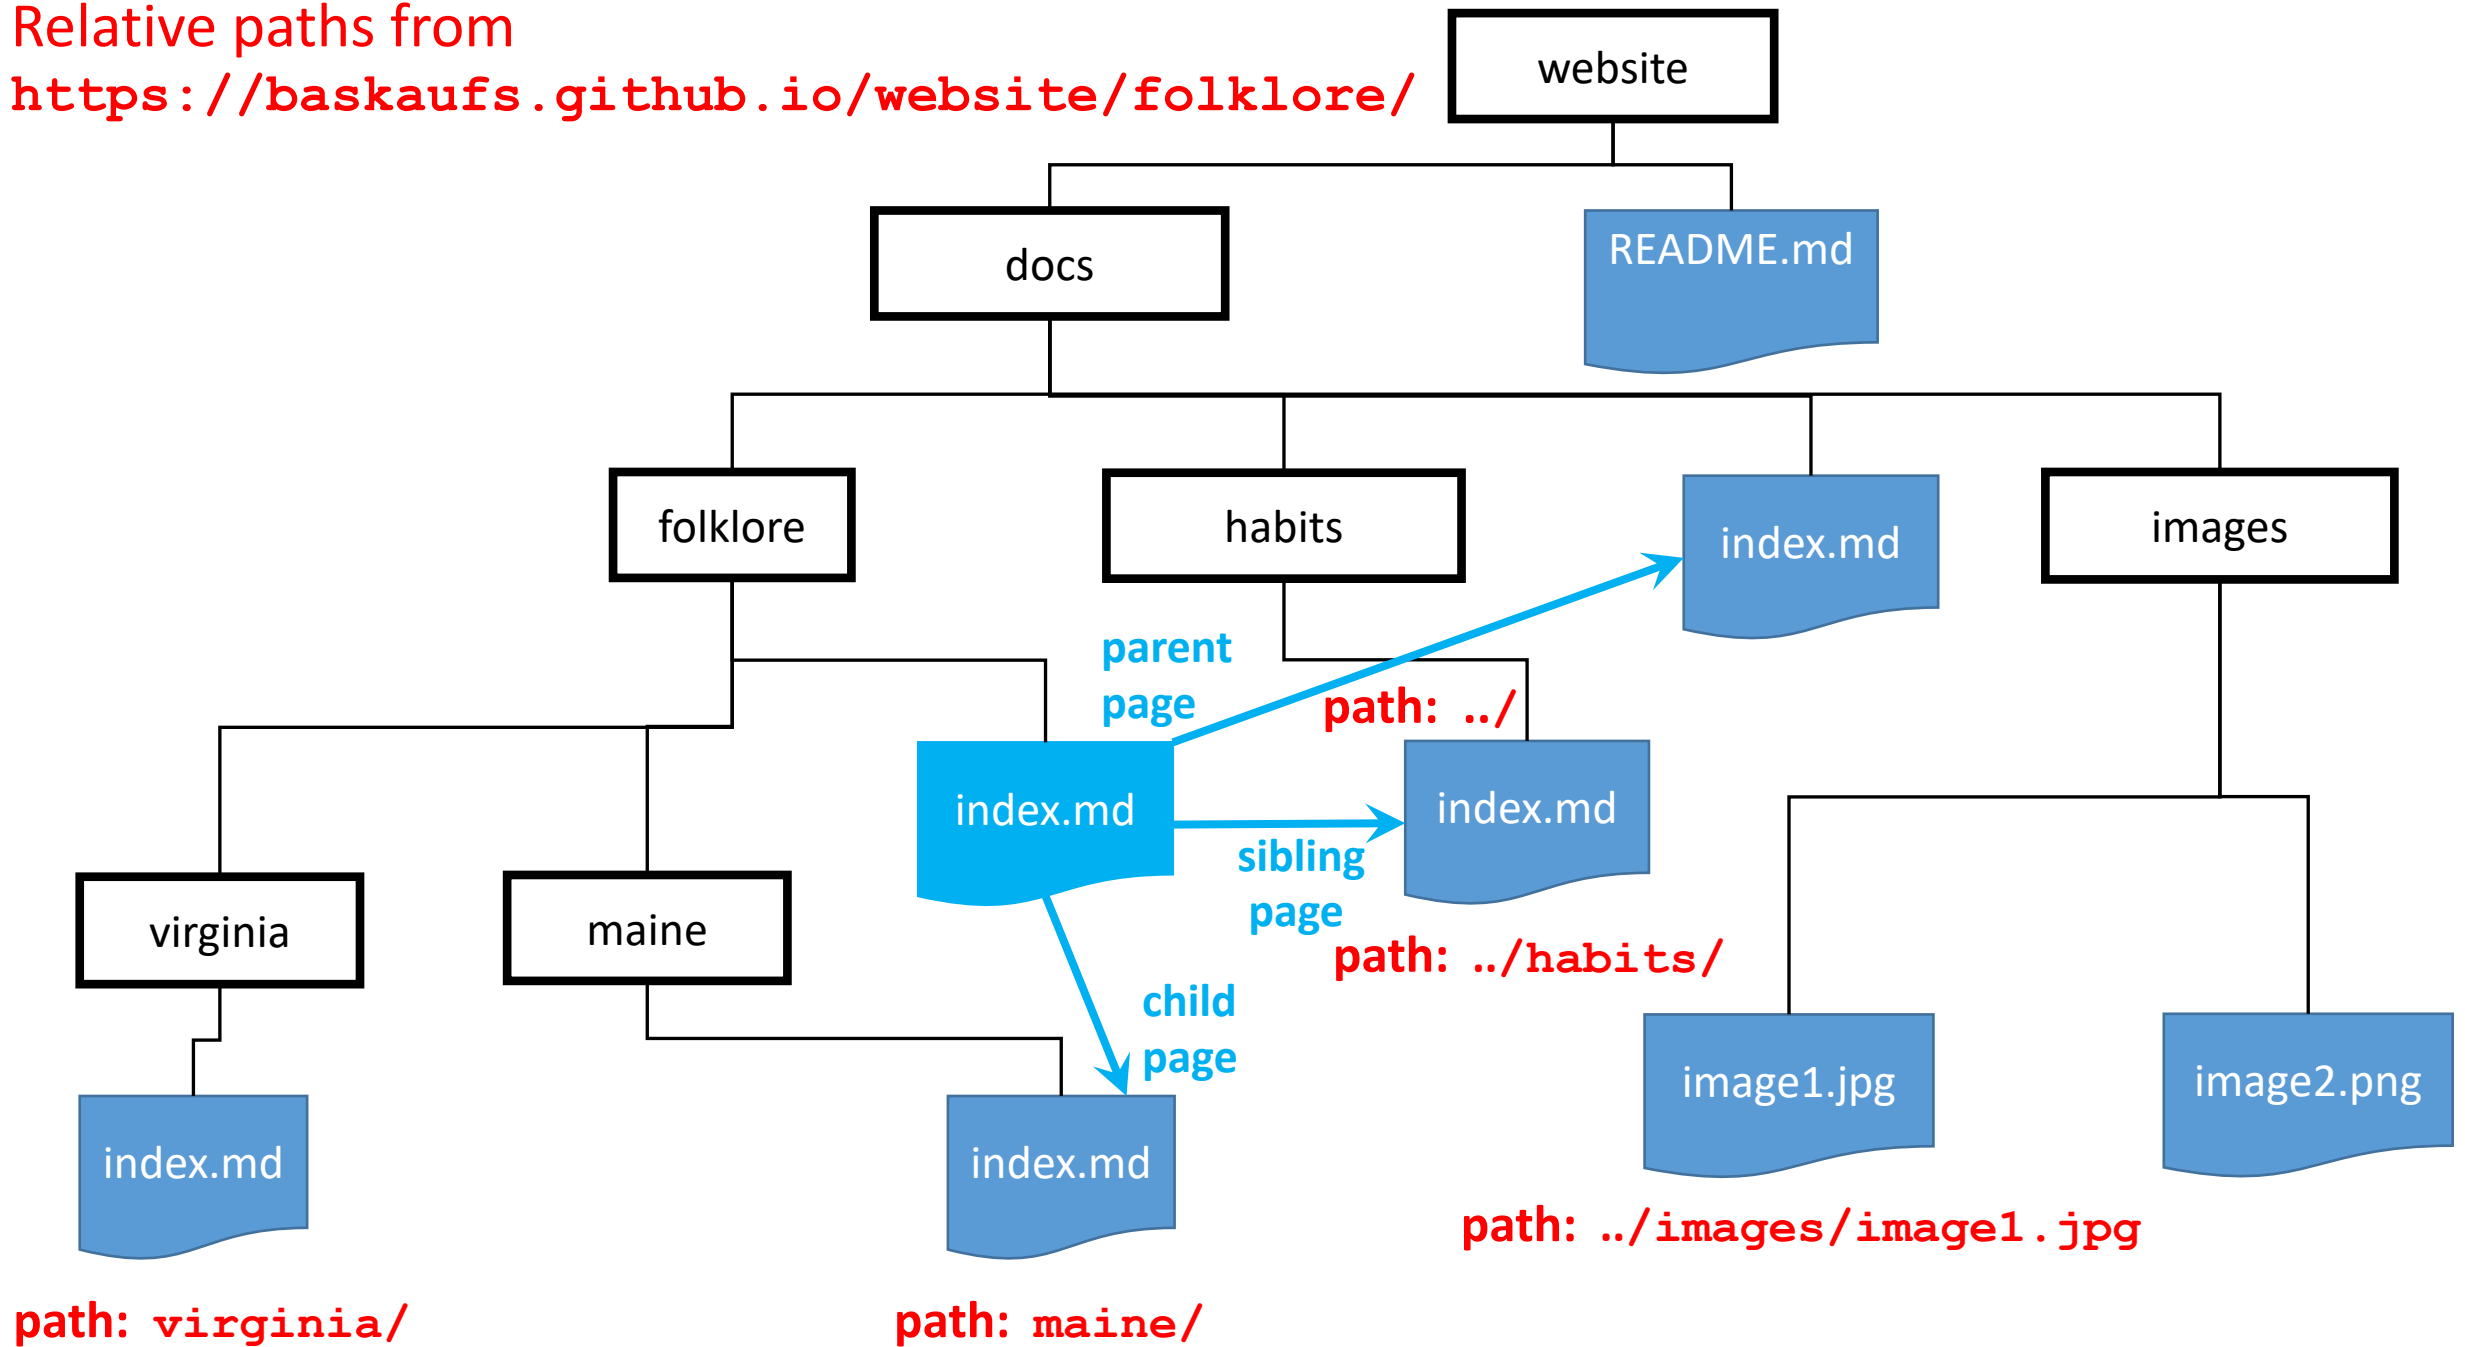 Relative paths from
https://baskaufs.github.io/website/folklore/
website
docs
README.md
folklore
habits
index.md
images
parent
page
path: ../
index.md
index.md
sibling
page
path: ../habits/
virginia
maine
child
page
image1.jpg
image2.png
index.md
index.md
path: ../images/image1.jpg
path: virginia/
path: maine/